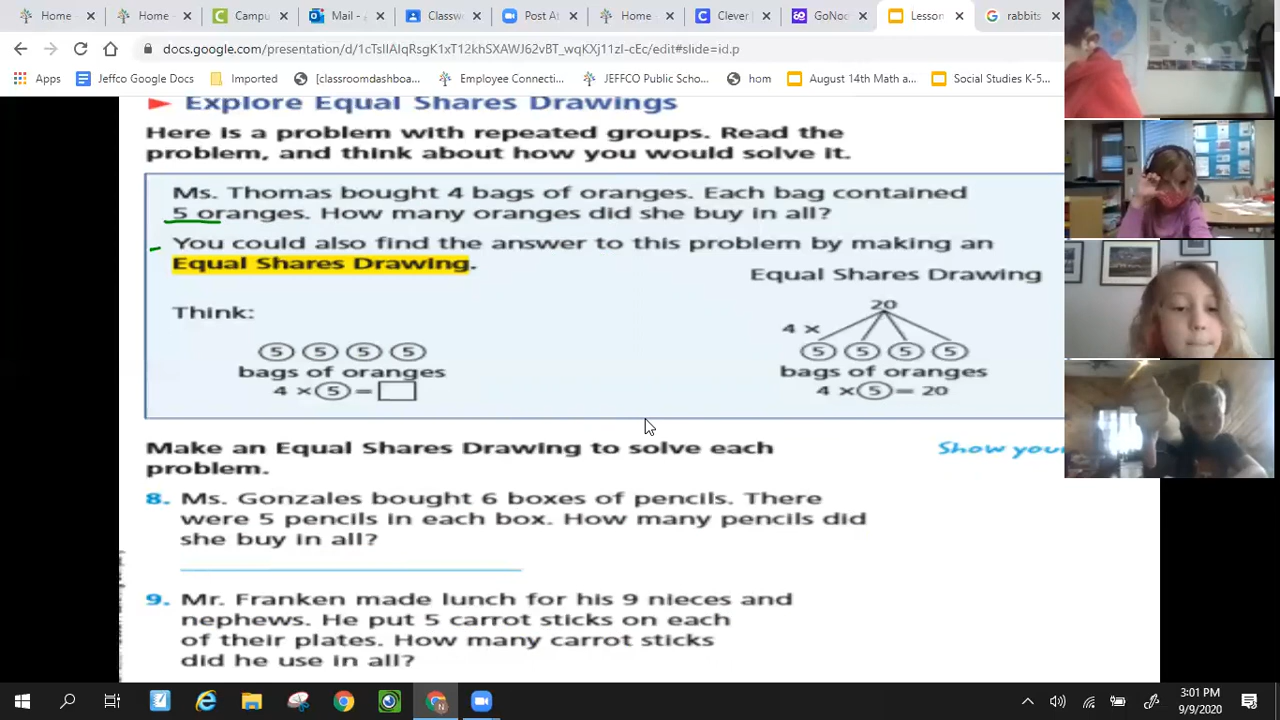 Home -
Home -
Campu
Mail -
Classw
Post At
Home -
Clever
GoNoo
Lesson
rabbits
docs.google.com/presentation/d/1cTsIIAIqRsgK1xT12khSXAWJ62vBT_wqKXj11zI-cEc/edit#slide=id.p
Apps
Jeffco Google Docs
Imported
[classroomdashboa...
Employee Connecti...
JEFFCO Public Scho...
hom
August 14th Math a...
Social Studies K-5...
Explore Equal Shares Drawings
Here is a problem with repeated groups. Read the
problem, and think about how you would solve it.
Ms. Thomas bought 4 bags of oranges. Each bag contained
5 oranges. How many oranges did she buy in all?
You could also find the answer to this problem by making an
Equal Shares Drawing.
Equal Shares Drawing
Think:
20
4 ×
5 5 5 5
5 5 5 5
bags of oranges
bags of oranges
4 × 5 =
4 × 5 = 20
Make an Equal Shares Drawing to solve each
problem.
Show your
8. Ms. Gonzales bought 6 boxes of pencils. There
were 5 pencils in each box. How many pencils did
she buy in all?
9. Mr. Franken made lunch for his 9 nieces and
nephews. He put 5 carrot sticks on each
of their plates. How many carrot sticks
did he use in all?
3:01 PM
9/9/2020